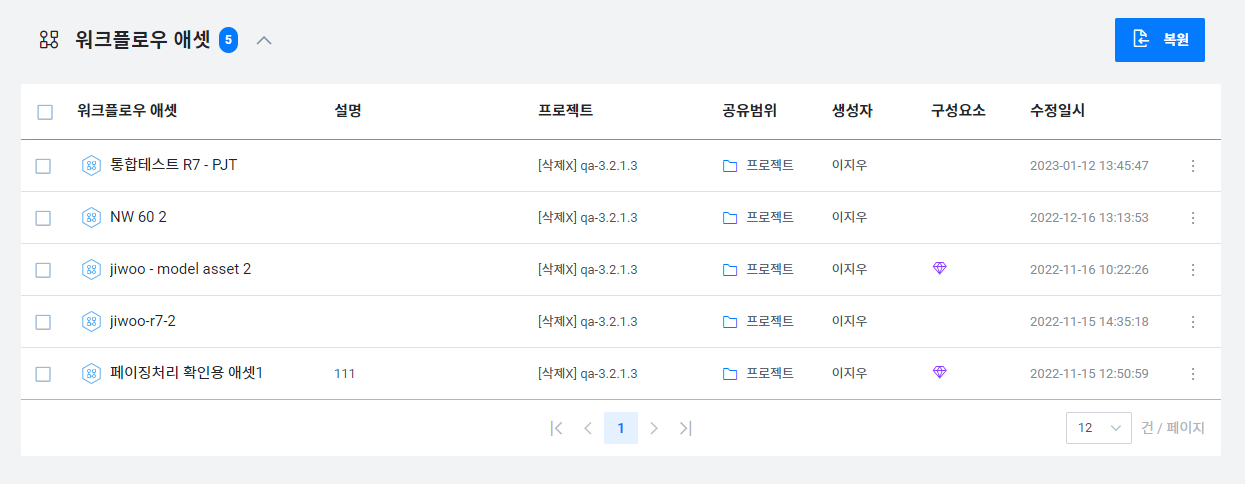 워크플로우 애셋 5 복원
워크플로우 애셋 설명 프로젝트 공유범위 생성자 구성요소 수정일시
통합테스트 R7 - PJT [삭제X] qa-3.2.1.3 프로젝트 이지우 2023-01-12 13:45:47
NW 60 2 [삭제X] qa-3.2.1.3 프로젝트 이지우 2022-12-16 13:13:53
jiwoo - model asset 2 [삭제X] qa-3.2.1.3 프로젝트 이지우 2022-11-16 10:22:26
jiwoo-r7-2 [삭제X] qa-3.2.1.3 프로젝트 이지우 2022-11-15 14:35:18
페이징처리 확인용 애셋1 111 [삭제X] qa-3.2.1.3 프로젝트 이지우 2022-11-15 12:50:59
1 12 건 / 페이지